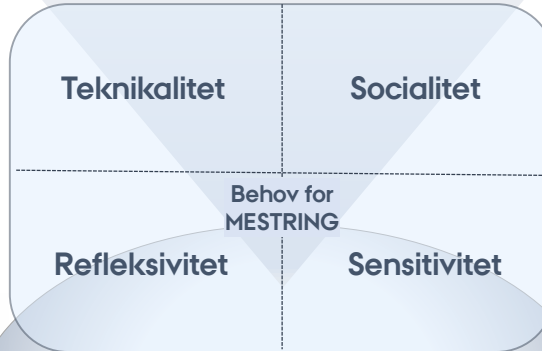 Teknikalitet
Socialitet
Behov for
MESTRING
Refleksivitet
Sensitivitet